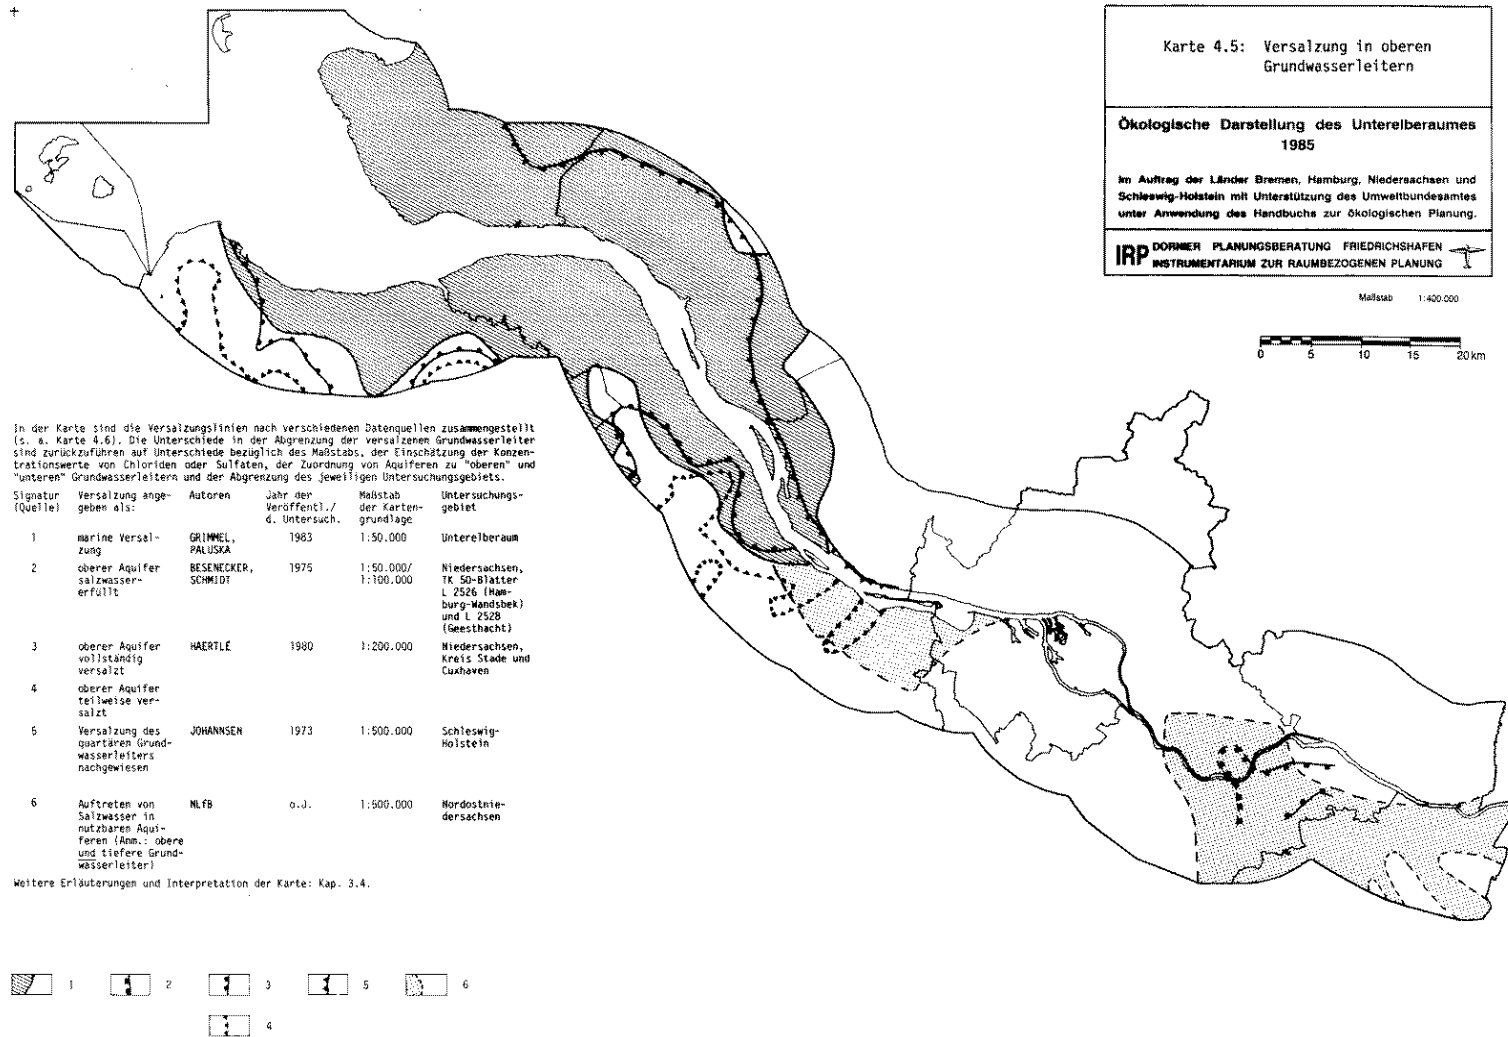 Karte 4.5: Versalzung in oberen
Grundwasserleitern
Ökologische Darstellung des Unterelberaumes
1985
im Auftrag der Länder Bremen, Hamburg, Niedersachsen und
Schleswig-Holstein mit Unterstützung des Umweltbundesamtes
unter Anwendung des Handbuchs zur ökologischen Planung.
IRP DORNIER PLANUNGSBERATUNG FRIEDRICHSHAFEN
INSTRUMENTARIUM ZUR RAUMBEZOGENEN PLANUNG
Maßstab 1:400.000
0 5 10 15 20 km
In der Karte sind die Versalzungslinien nach verschiedenen Datenquellen zusammengestellt
(s. a. Karte 4.6). Die Unterschiede in der Abgrenzung der versalzenen Grundwasserleiter
sind zurückzuführen auf Unterschiede bezüglich des Maßstabs, der Einschätzung der Konzen-
trationswerte von Chloriden oder Sulfaten, der Zuordnung von Aquiferen zu "oberen" und
"unteren" Grundwasserleitern und der Abgrenzung des jeweiligen Untersuchungsgebiets.
Signatur Versalzung ange- Autoren Jahr der Maßstab Untersuchungs-
(Quelle) geben als: Veröffentl./ der Karten- gebiet
d. Untersuch. grundlage
1 marine Versal- GRIMMEL, 1983 1:50.000 Unterelberaum
zung PALUSKA
2 oberer Aquifer BESENECKER, 1975 1:50.000/ Niedersachsen,
salzwasser- SCHMIDT 1:100.000 TK 50-Blätter
erfüllt L 2526 (Ham-
burg-Wandsbek)
und L 2528
(Geesthacht)
3 oberer Aquifer HAERTLÉ 1980 1:200.000 Niedersachsen,
vollständig Kreis Stade und
versalzt Cuxhaven
4 oberer Aquifer
teilweise ver-
salzt
5 Versalzung des JOHANNSEN 1973 1:500.000 Schleswig-
quartären Grund- Holstein
wasserleiters
nachgewiesen
6 Auftreten von NLfB o.J. 1:500.000 Nordostnie-
Salzwasser in dersachsen
nutzbaren Aqui-
feren (Anm.: obere
und tiefere Grund-
wasserleiter)
Weitere Erläuterungen und Interpretation der Karte: Kap. 3.4.
1 2 3 5 6
4